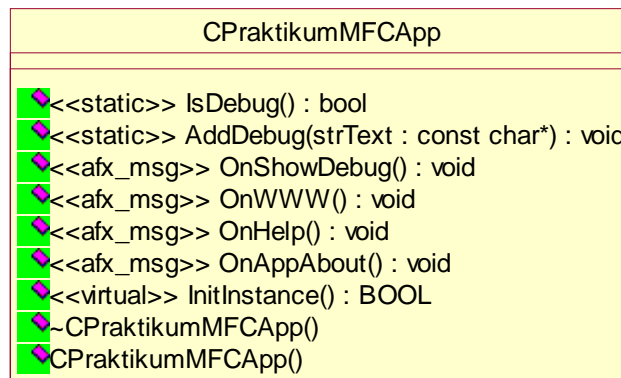 CPraktikumMFCApp
<<static>> IsDebug() : bool
<<static>> AddDebug(strText : const char*) : void
<<afx_msg>> OnShowDebug() : void
<<afx_msg>> OnWWW() : void
<<afx_msg>> OnHelp() : void
<<afx_msg>> OnAppAbout() : void
<<virtual>> InitInstance() : BOOL
~CPraktikumMFCApp()
CPraktikumMFCApp()